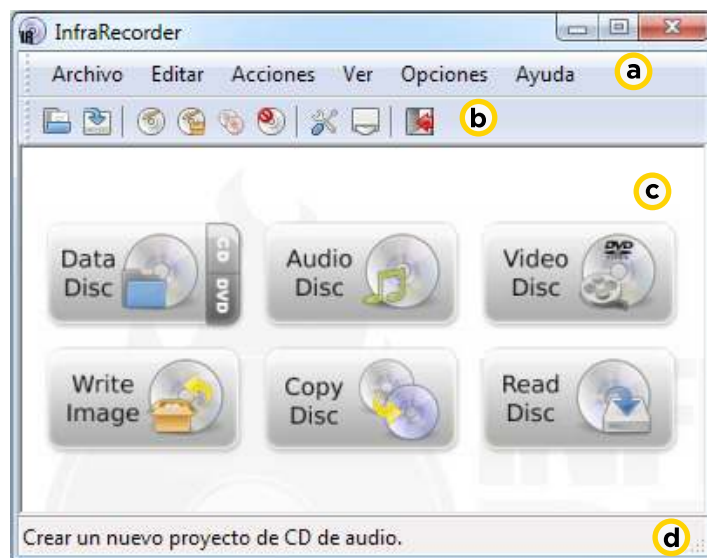 InfraRecorder
Archivo Editar Acciones Ver Opciones Ayuda a
b
c
Data Disc CD DVD
Audio Disc
Video Disc DVD
Write Image
Copy Disc
Read Disc
Crear un nuevo proyecto de CD de audio. d